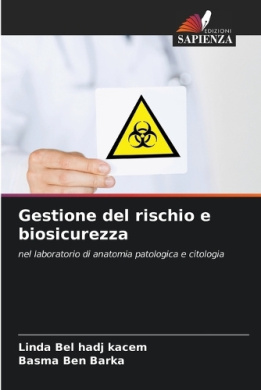 EDIZIONI
SAPIENZA
Gestione del rischio e
biosicurezza
nel laboratorio di anatomia patologica e citologia
Linda Bel hadj kacem
Basma Ben Barka